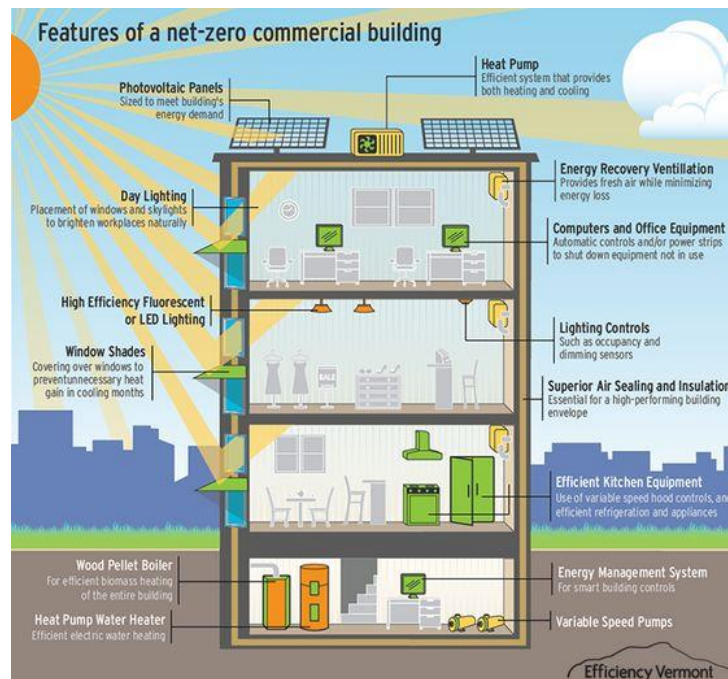 Features of a net-zero commercial building
Heat Pump
Efficient system that provides
both heating and cooling
Photovoltaic Panels
Sized to meet building's
energy demand
Energy Recovery Ventillation
Provides fresh air while minimizing
energy loss
Day Lighting
Placement of windows and skylights
to brighten workplaces naturally
Computers and Office Equipment
Automatic controls and/or power strips
to shut down equipment not in use
High Efficiency Fluorescent
or LED Lighting
Lighting Controls
Such as occupancy and
dimming sensors
Window Shades
Covering over windows to
preventunnecessary heat
gain in cooling months
SALE
Superior Air Sealing and Insulation
Essential for a high-performing building
envelope
Efficient Kitchen Equipment
Use of variable speed hood controls, and
efficient refrigeration and appliances
Wood Pellet Boiler
For efficient biomass heating
of the entire building
Energy Management System
For smart building controls
Heat Pump Water Heater
Efficient electric water heating
Variable Speed Pumps
Efficiency Vermont